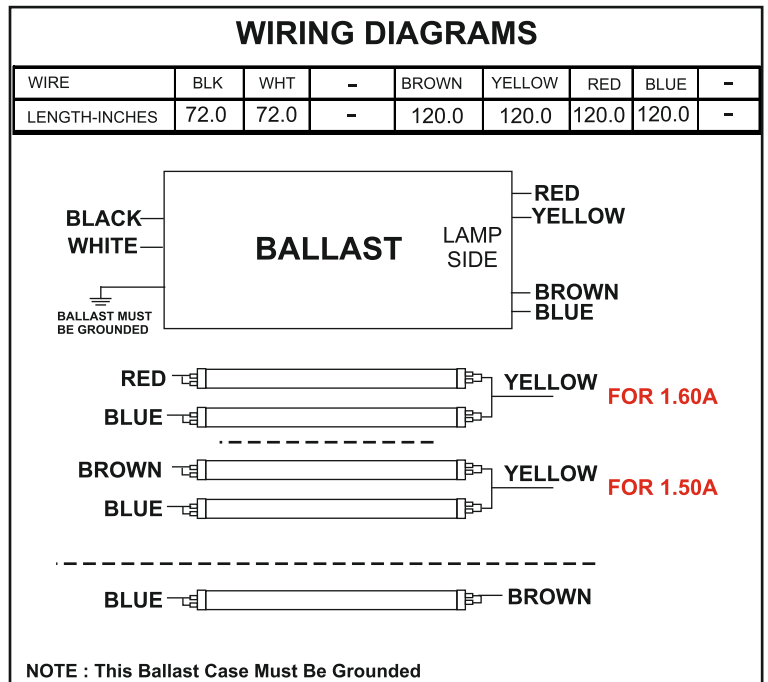 WIRING DIAGRAMS
WIRE BLK WHT - BROWN YELLOW RED BLUE -
LENGTH-INCHES 72.0 72.0 - 120.0 120.0 120.0 120.0 -
RED
BLACK
YELLOW
WHITE
BALLAST
LAMP
SIDE
BROWN
BLUE
BALLAST MUST
BE GROUNDED
RED
YELLOW
FOR 1.60A
BLUE
BROWN
YELLOW
FOR 1.50A
BLUE
BLUE
BROWN
NOTE : This Ballast Case Must Be Grounded